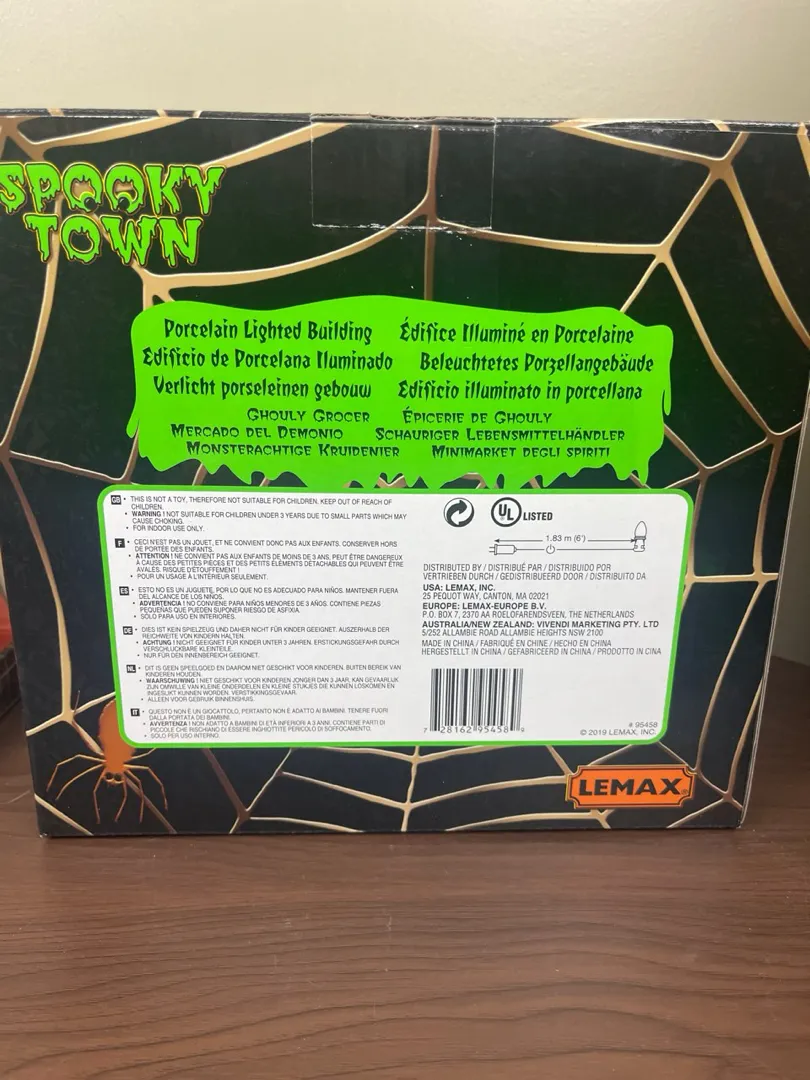 SPOOKY
TOWN
Porcelain Lighted Building Édifice Illuminé en Porcelaine
Edificio de Porcelana Iluminado Beleuchtetes Porzellangebäude
Verlicht porseleinen gebouw Edificio illuminato in porcellana
GHOULY GROCER ÉPICERIE DE GHOULY
MERCADO DEL DEMONIO SCHAURIGER LEBENSMITTELHÄNDLER
MONSTERACHTIGE KRUIDENIER MINIMARKET DEGLI SPIRITI
GB • THIS IS NOT A TOY, THEREFORE NOT SUITABLE FOR CHILDREN. KEEP OUT OF REACH OF
CHILDREN.
• WARNING ! NOT SUITABLE FOR CHILDREN UNDER 3 YEARS DUE TO SMALL PARTS WHICH MAY
CAUSE CHOKING.
• FOR INDOOR USE ONLY.
F • CECI N'EST PAS UN JOUET, ET NE CONVIENT DONC PAS AUX ENFANTS. CONSERVER HORS
DE PORTÉE DES ENFANTS.
• ATTENTION ! NE CONVIENT PAS AUX ENFANTS DE MOINS DE 3 ANS, PEUT ÊTRE DANGEREUX
A CAUSE DES PETITES PIÈCES ET DES PETITS ÉLÉMENTS DÉTACHABLES QUI PEUVENT ÊTRE
AVALÉS. RISQUE D'ÉTOUFFEMENT !
• POUR UN USAGE À L'INTÉRIEUR SEULEMENT.
ES • ESTO NO ES UN JUGUETE, POR LO QUE NO ES ADECUADO PARA NIÑOS. MANTENER FUERA
DEL ALCANCE DE LOS NIÑOS.
• ADVERTENCIA ! NO CONVIENE PARA NIÑOS MENORES DE 3 AÑOS. CONTIENE PIEZAS
PEQUEÑAS QUE PUEDEN SUPONER RIESGO DE ASFIXIA.
• SOLO PARA USO EN INTERIORES.
DE • DIES IST KEIN SPIELZEUG UND DAHER NICHT FÜR KINDER GEEIGNET. AUSZERHALB DER
REICHWEITE VON KINDERN HALTEN.
• ACHTUNG ! NICHT GEEIGNET FÜR KINDER UNTER 3 JAHREN. ERSTICKUNGSGEFAHR DURCH
VERSCHLUCKBARE KLEINTEILE.
• NUR FÜR DEN INNENBEREICH GEEIGNET.
NL • DIT IS GEEN SPEELGOED EN DAAROM NIET GESCHIKT VOOR KINDEREN. BUITEN BEREIK VAN
KINDEREN HOUDEN.
• WAARSCHUWING ! NIET GESCHIKT VOOR KINDEREN JONGER DAN 3 JAAR, KAN GEVAARLIJK
ZIJN OMWILLE VAN KLEINE ONDERDELEN EN KLEINE STUKJES DIE KUNNEN LOSKOMEN EN
INGESLIKT KUNNEN WORDEN. VERSTIKKINGSGEVAAR.
• ALLEEN VOOR GEBRUIK BINNENSHUIS.
IT • QUESTO NON È UN GIOCATTOLO, PERTANTO NON È ADATTO AI BAMBINI. TENERE FUORI
DALLA PORTATA DEI BAMBINI.
• AVVERTENZA ! NON ADATTO A BAMBINI DI ETÀ INFERIORI A 3 ANNI. CONTIENE PARTI DI
PICCOLE CHE RISCHIANO DI ESSERE INGHIOTTITE PERICOLO DI SOFFOCAMENTO.
• SOLO PER USO INTERNO.
UL LISTED
1.83 m (6')
DISTRIBUTED BY / DISTRIBUÉ PAR / DISTRIBUIDO POR
VERTRIEBEN DURCH / GEDISTRIBUEERD DOOR / DISTRIBUITO DA
USA: LEMAX, INC.
25 PEQUOT WAY, CANTON, MA 02021
EUROPE: LEMAX-EUROPE B.V.
P.O. BOX 7, 2370 AA ROELOFARENDSVEEN, THE NETHERLANDS
AUSTRALIA/NEW ZEALAND: VIVENDI MARKETING PTY. LTD
5/252 ALLAMBIE ROAD ALLAMBIE HEIGHTS NSW 2100
MADE IN CHINA / FABRIQUÉ EN CHINE / HECHO EN CHINA
HERGESTELLT IN CHINA / GEFABRICEERD IN CHINA / PRODOTTO IN CINA
7 28162 95458 9
# 95458
© 2019 LEMAX, INC.
LEMAX®